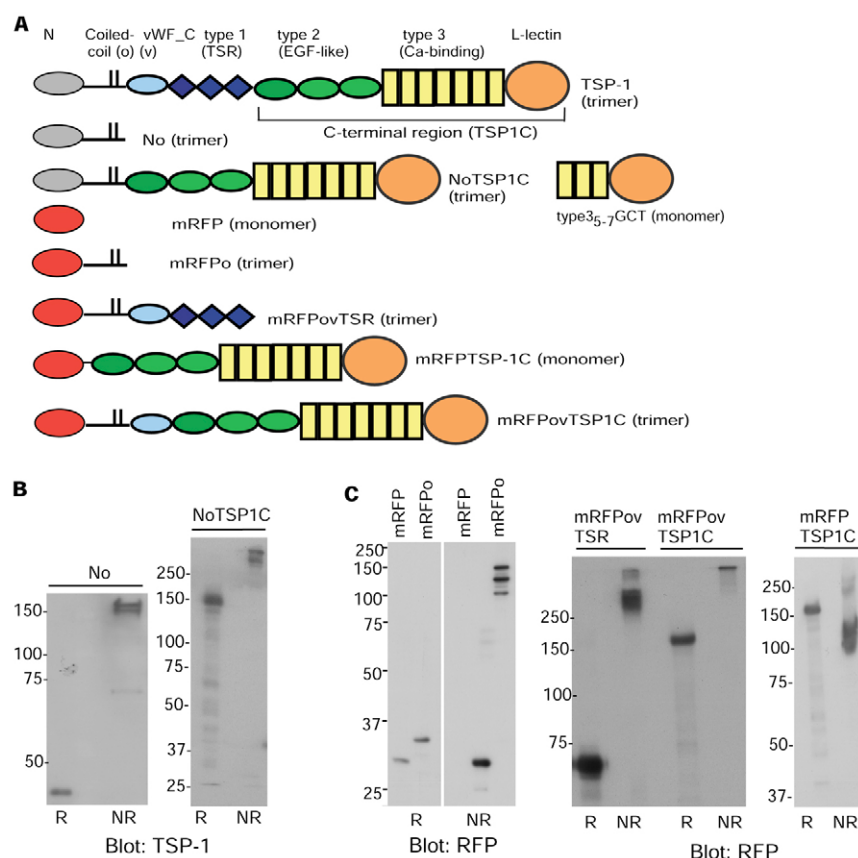 A
N
Coiled-
coil (o)
vWF_C
(v)
type 1
(TSR)
type 2
(EGF-like)
type 3
(Ca-binding)
L-lectin
TSP-1
(trimer)
C-terminal region (TSP1C)
No (trimer)
NoTSP1C
(trimer)
type3₅₋₇GCT (monomer)
mRFP (monomer)
mRFPo (trimer)
mRFPovTSR (trimer)
mRFPTSP-1C (monomer)
mRFPovTSP1C (trimer)
B
No
150-
100-
75-
50-
R NR
NoTSP1C
250-
150-
100-
75-
50-
37-
25-
R NR
Blot: TSP-1
C
mRFP
mRFPo
mRFP
mRFPo
250-
150-
100-
75-
50-
37-
25-
R NR
Blot: RFP
mRFPov
TSR
mRFPov
TSP1C
250-
150-
100-
75-
R NR R NR
mRFP
TSP1C
250-
150-
100-
75-
50-
37-
R NR
Blot: RFP